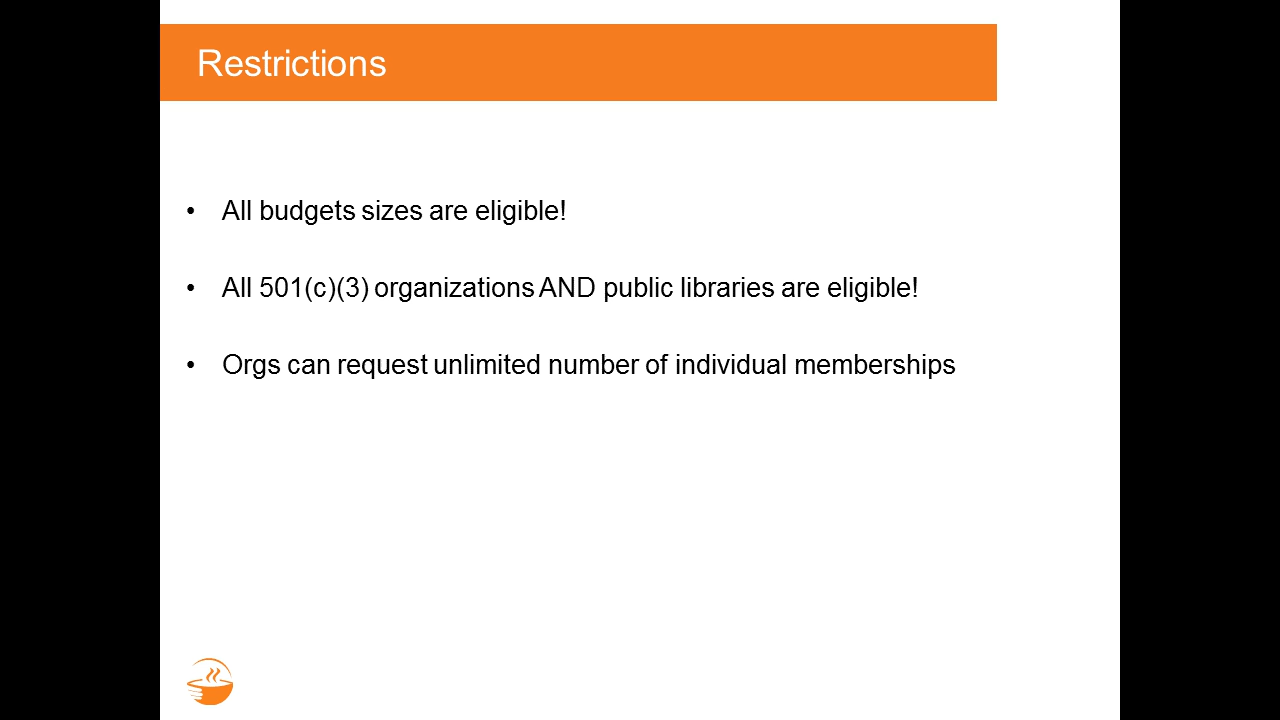 Restrictions
• All budgets sizes are eligible!
• All 501(c)(3) organizations AND public libraries are eligible!
• Orgs can request unlimited number of individual memberships